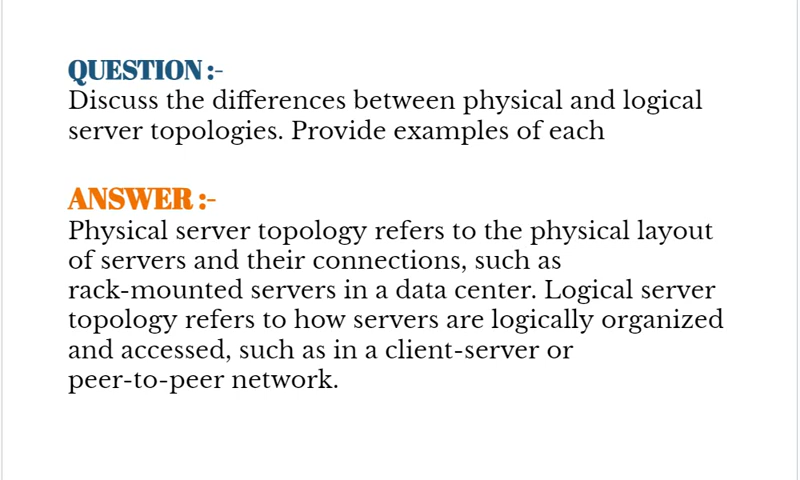 QUESTION :-
Discuss the differences between physical and logical
server topologies. Provide examples of each
ANSWER :-
Physical server topology refers to the physical layout
of servers and their connections, such as
rack-mounted servers in a data center. Logical server
topology refers to how servers are logically organized
and accessed, such as in a client-server or
peer-to-peer network.